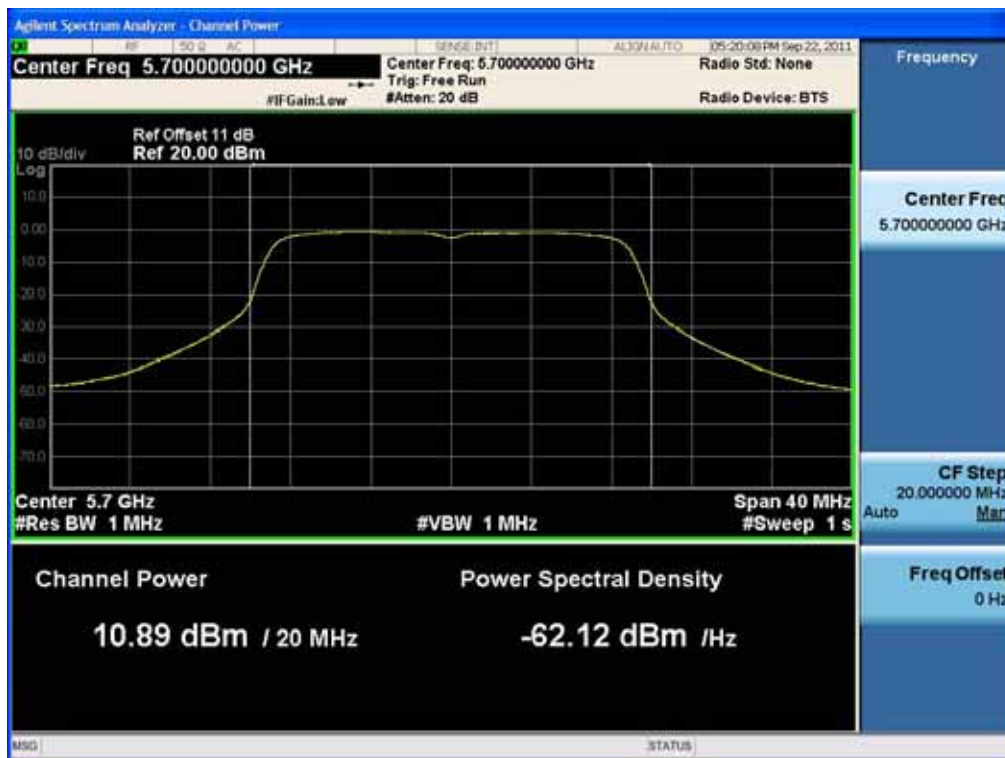 Agilent Spectrum Analyzer - Channel Power
RF 50 Ω AC SENSE:INT ALIGNAUTO 05:20:08 PM Sep 22, 2011
Center Freq 5.700000000 GHz
Center Freq: 5.700000000 GHz
Radio Std: None
Trig: Free Run
#IFGain:Low
#Atten: 20 dB
Radio Device: BTS
Ref Offset 11 dB
10 dB/div Ref 20.00 dBm
Log
10.0
0.00
-10.0
-20.0
-30.0
-40.0
-50.0
-60.0
-70.0
Center 5.7 GHz Span 40 MHz
#Res BW 1 MHz #VBW 1 MHz #Sweep 1 s
Channel Power Power Spectral Density
10.89 dBm / 20 MHz -62.12 dBm /Hz
MSG STATUS
Frequency
Center Freq
5.700000000 GHz
CF Step
20.000000 MHz
Auto Man
Freq Offset
0 Hz